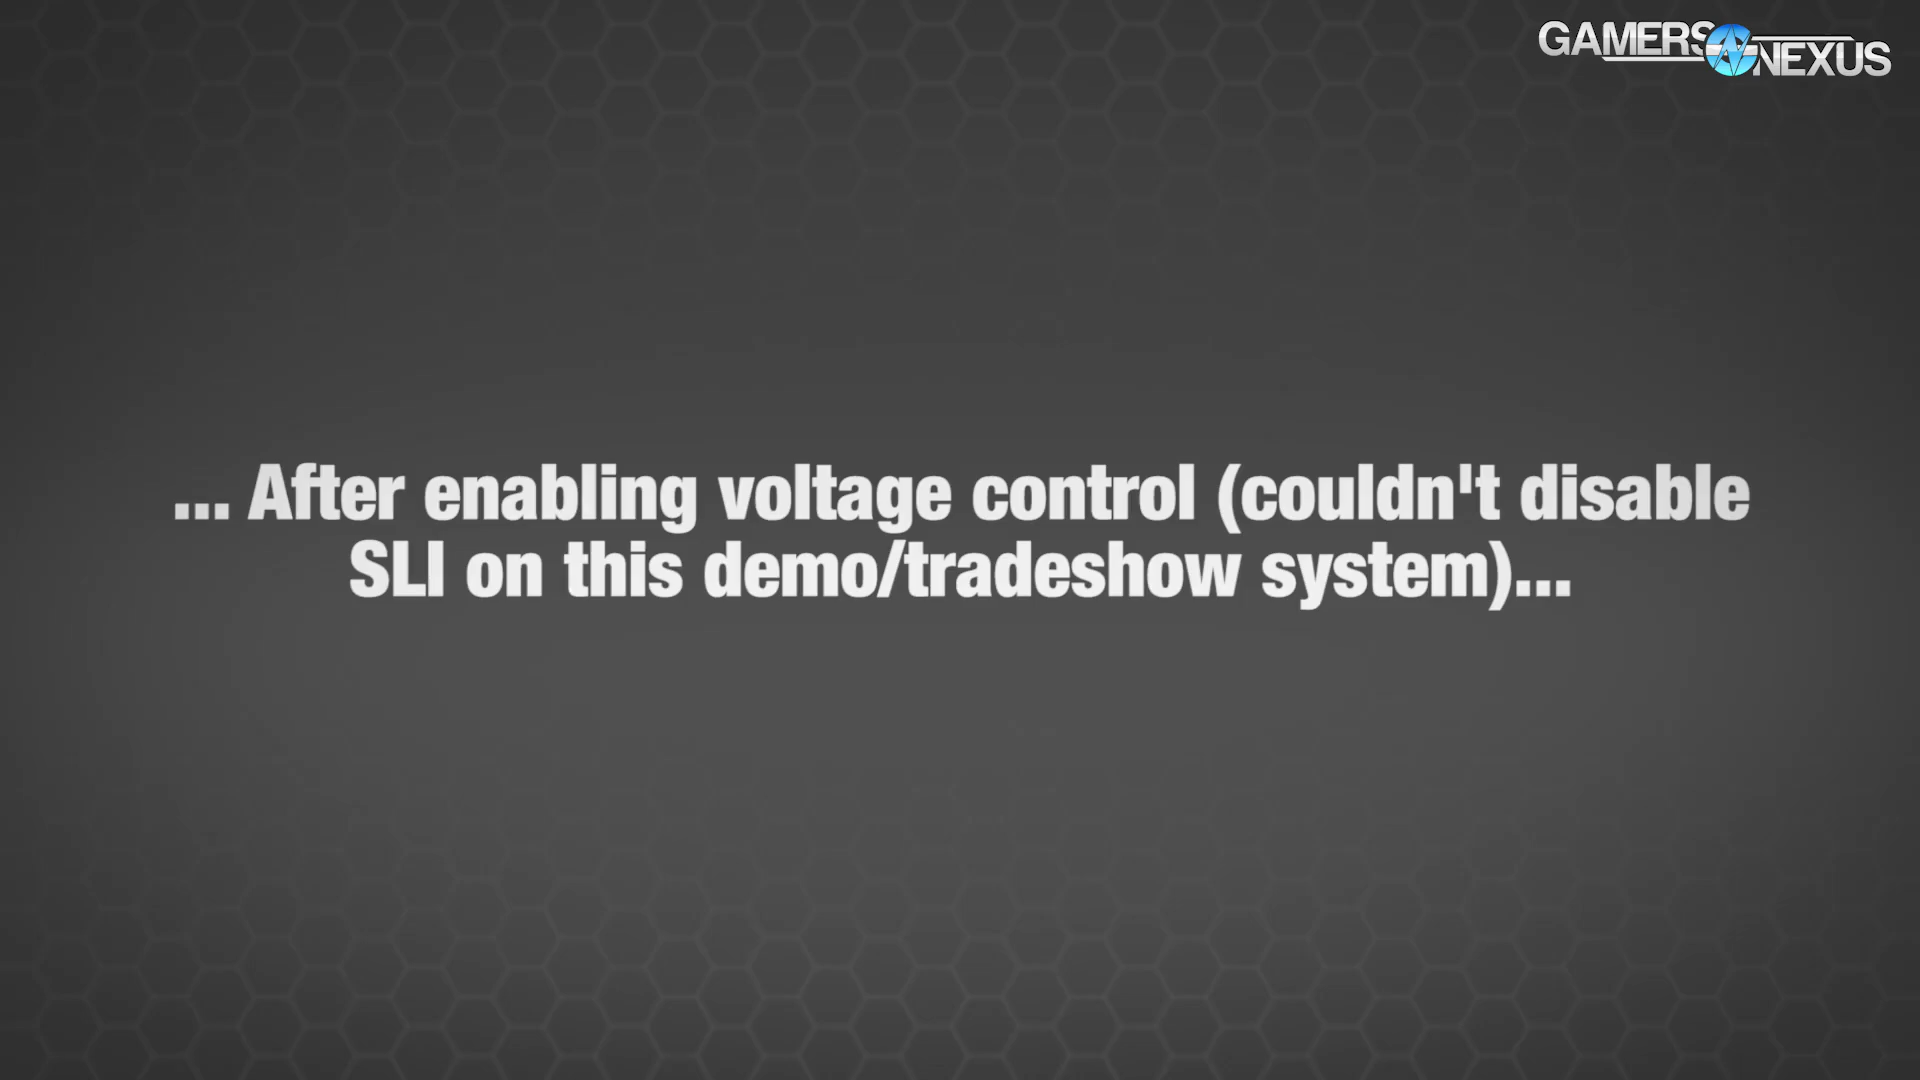 GAMERS NEXUS
... After enabling voltage control (couldn't disable
SLI on this demo/tradeshow system)...